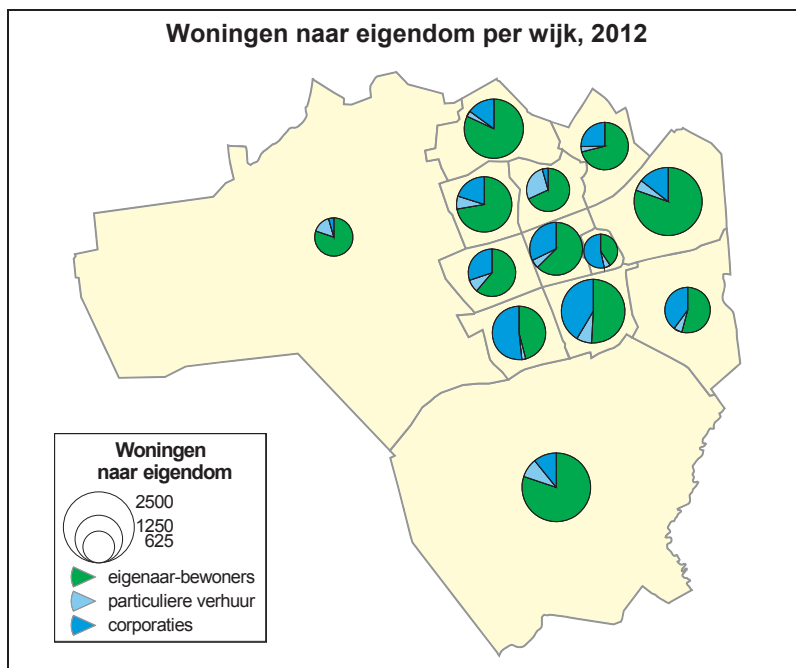 Woningen naar eigendom per wijk, 2012
Woningen
naar eigendom
2500
1250
625
eigenaar-bewoners
particuliere verhuur
corporaties